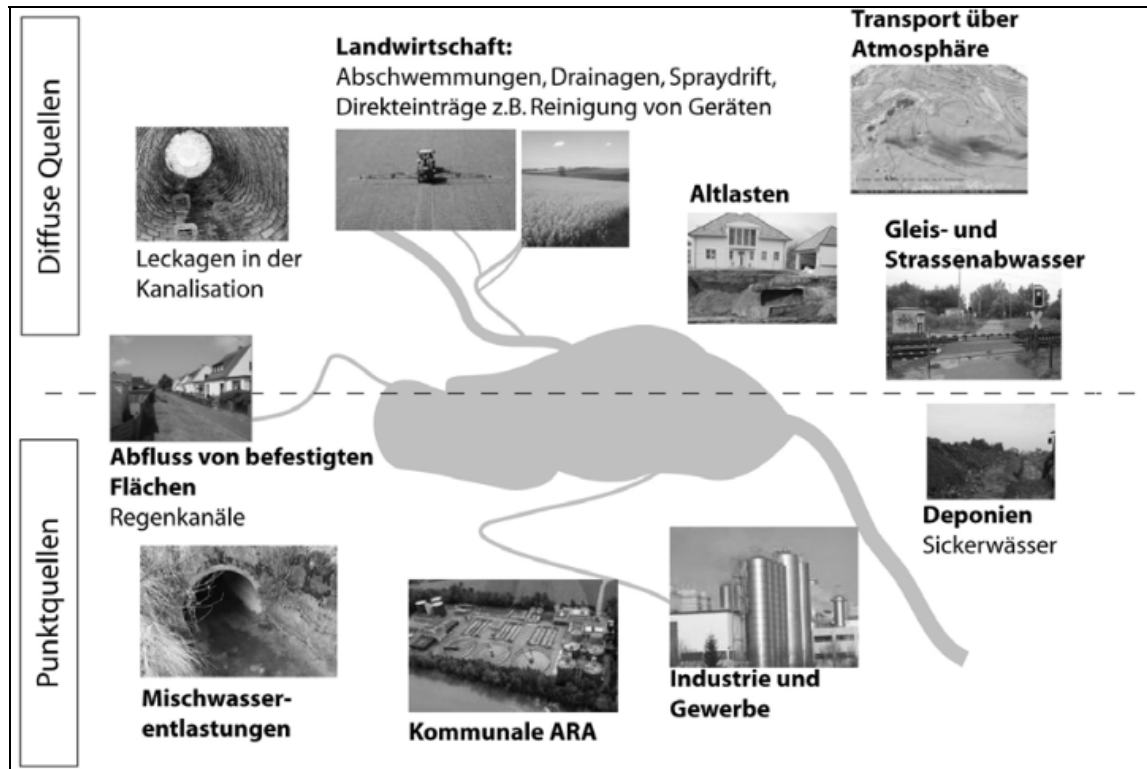 Diffuse Quellen
Landwirtschaft:
Abschwemmungen, Drainagen, Spraydrift,
Direkteinträge z.B. Reinigung von Geräten
Transport über
Atmosphäre
Leckagen in der
Kanalisation
Altlasten
Gleis- und
Strassenabwasser
Punktquellen
Abfluss von befestigten
Flächen
Regenkanäle
Deponien
Sickerwässer
Mischwasser-
entlastungen
Kommunale ARA
Industrie und
Gewerbe